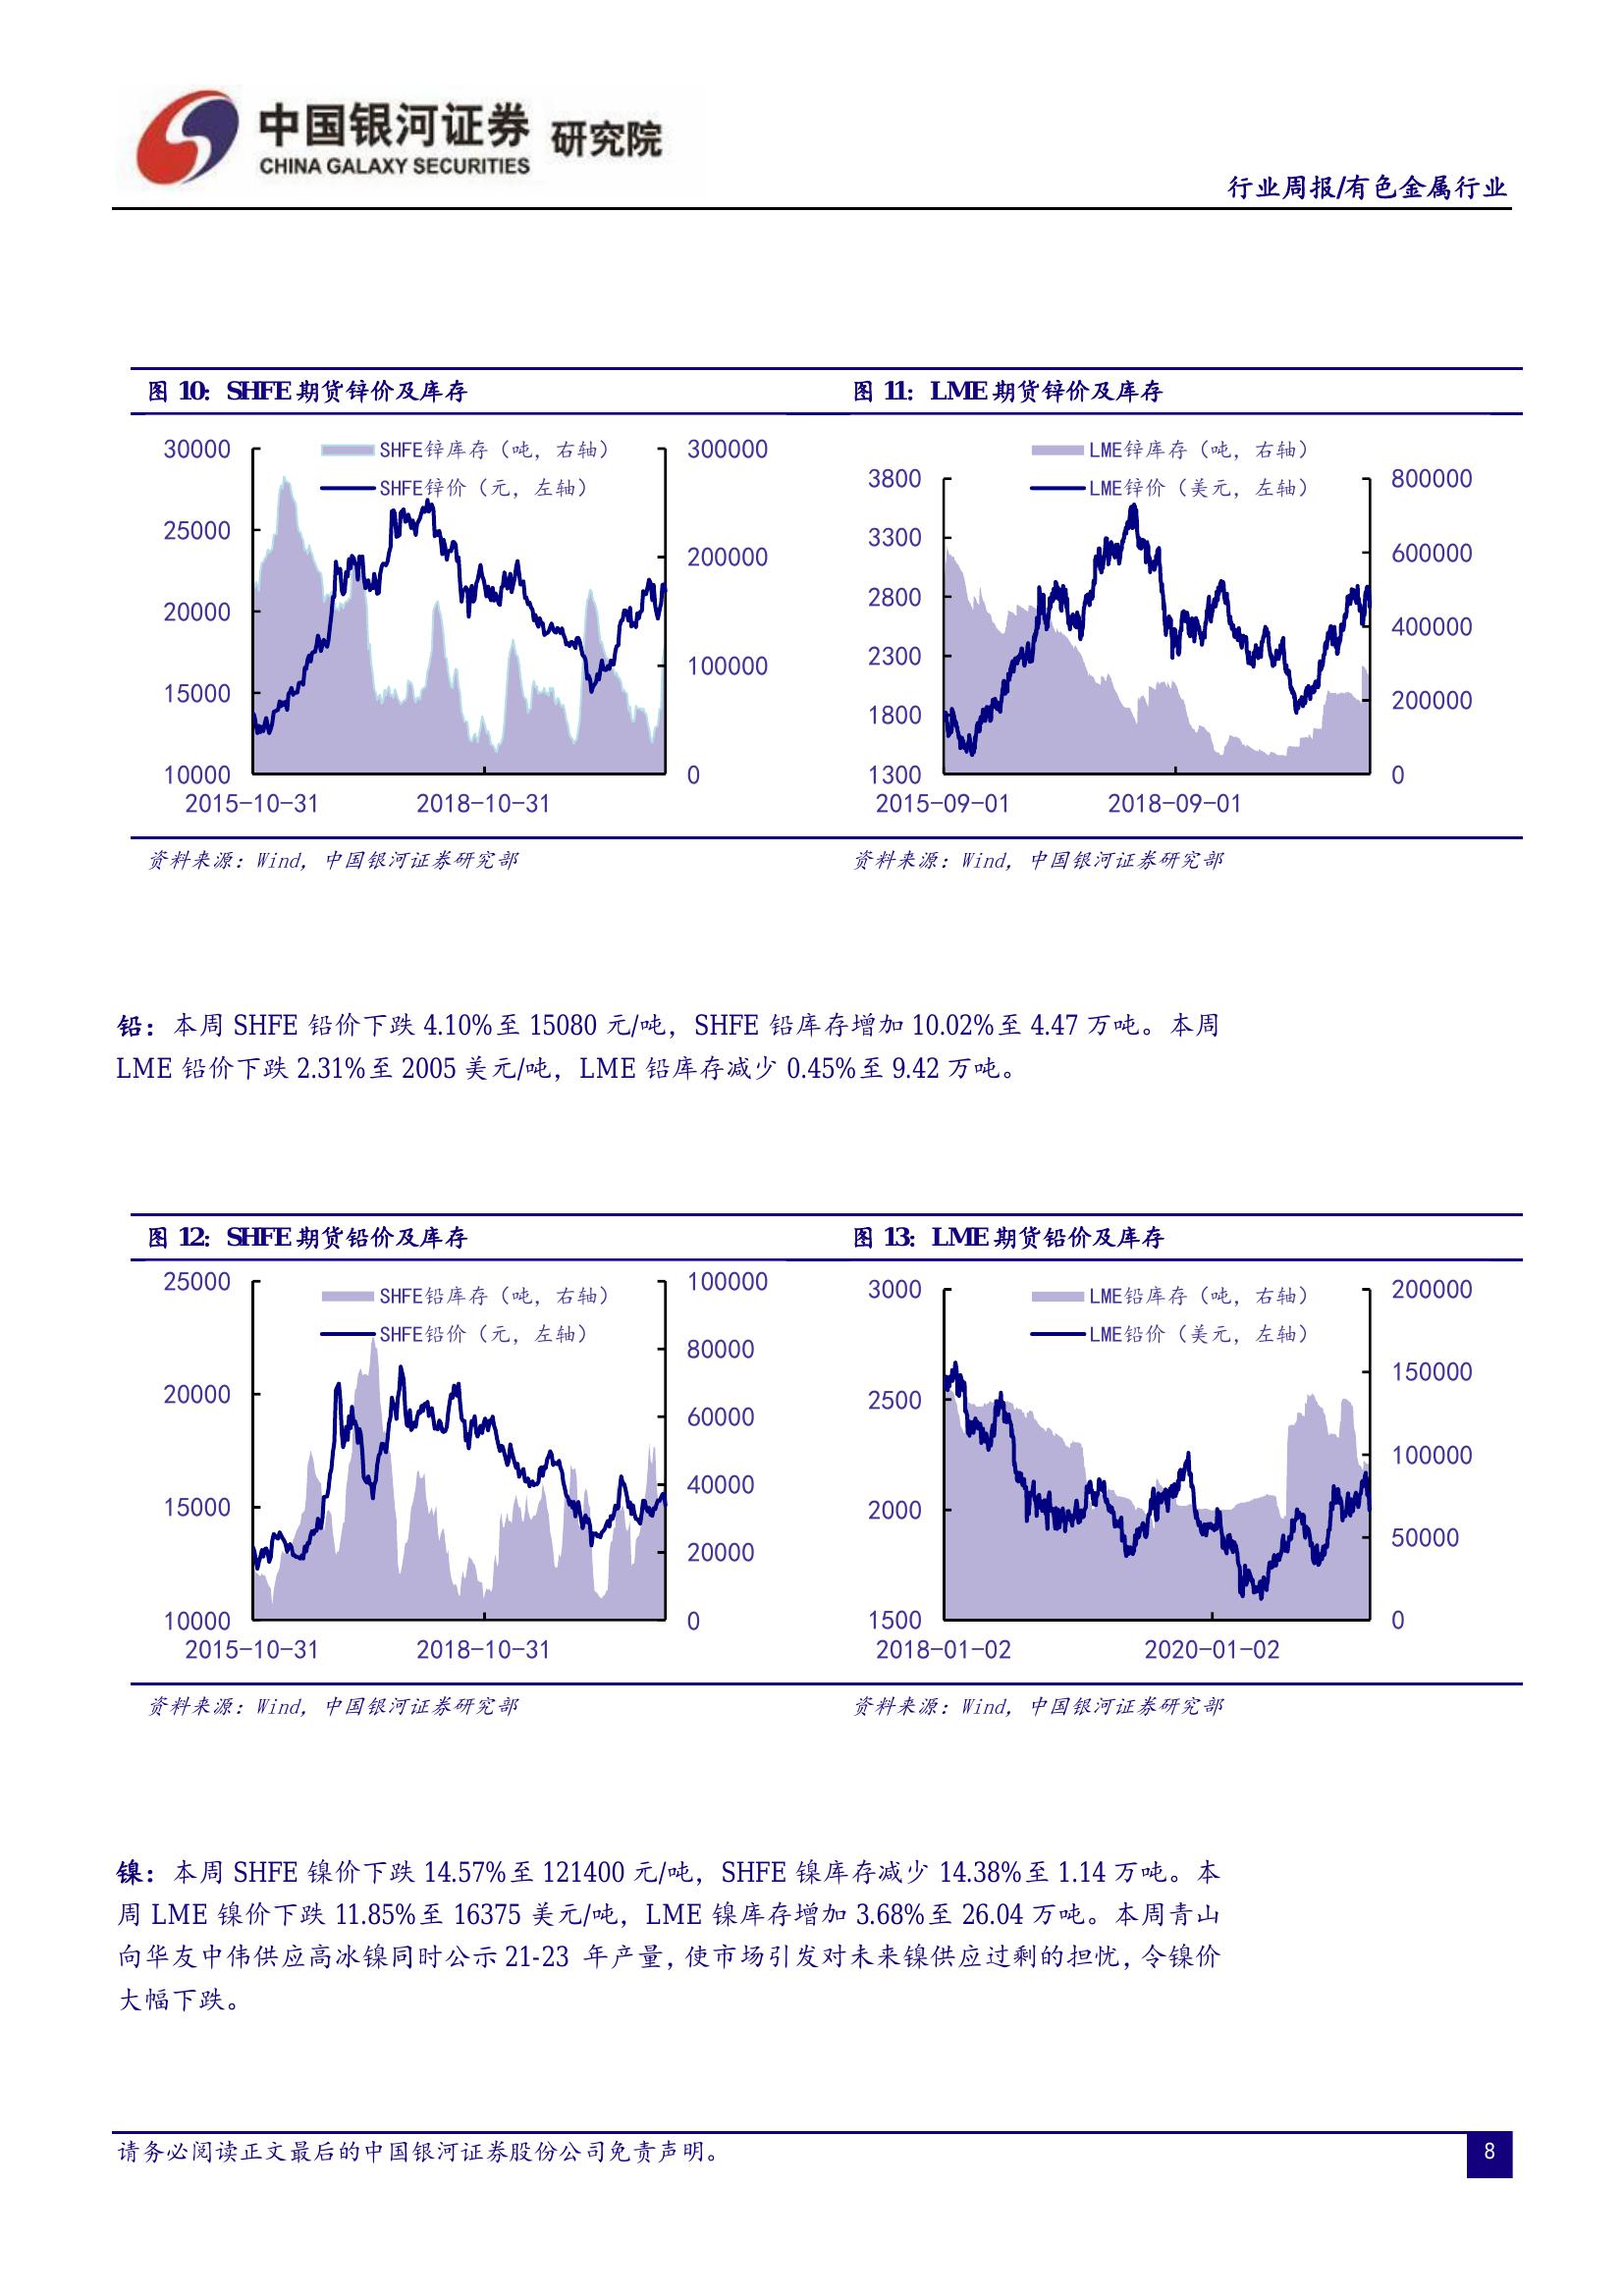 中国银河证券 研究院
CHINA GALAXY SECURITIES
行业周报/有色金属行业
图 10: SHFE 期货锌价及库存
30000
25000
20000
15000
10000
SHFE锌库存（吨，右轴）
SHFE锌价（元，左轴）
300000
200000
100000
0
2015-10-31 2018-10-31
资料来源：Wind，中国银河证券研究部
图 11: LME 期货锌价及库存
3800
3300
2800
2300
1800
1300
LME锌库存（吨，右轴）
LME锌价（美元，左轴）
800000
600000
400000
200000
0
2015-09-01 2018-09-01
资料来源：Wind，中国银河证券研究部
铅：本周 SHFE 铅价下跌 4.10%至 15080 元/吨，SHFE 铅库存增加 10.02%至 4.47 万吨。本周
LME 铅价下跌 2.31%至 2005 美元/吨，LME 铅库存减少 0.45%至 9.42 万吨。
图 12: SHFE 期货铅价及库存
25000
20000
15000
10000
SHFE铅库存（吨，右轴）
SHFE铅价（元，左轴）
100000
80000
60000
40000
20000
0
2015-10-31 2018-10-31
资料来源：Wind，中国银河证券研究部
图 13: LME 期货铅价及库存
3000
2500
2000
1500
LME铅库存（吨，右轴）
LME铅价（美元，左轴）
200000
150000
100000
50000
0
2018-01-02 2020-01-02
资料来源：Wind，中国银河证券研究部
镍：本周 SHFE 镍价下跌 14.57%至 121400 元/吨，SHFE 镍库存减少 14.38%至 1.14 万吨。本
周 LME 镍价下跌 11.85%至 16375 美元/吨，LME 镍库存增加 3.68%至 26.04 万吨。本周青山
向华友中伟供应高冰镍同时公示 21-23 年产量，使市场引发对未来镍供应过剩的担忧，令镍价
大幅下跌。
请务必阅读正文最后的中国银河证券股份公司免责声明。
8